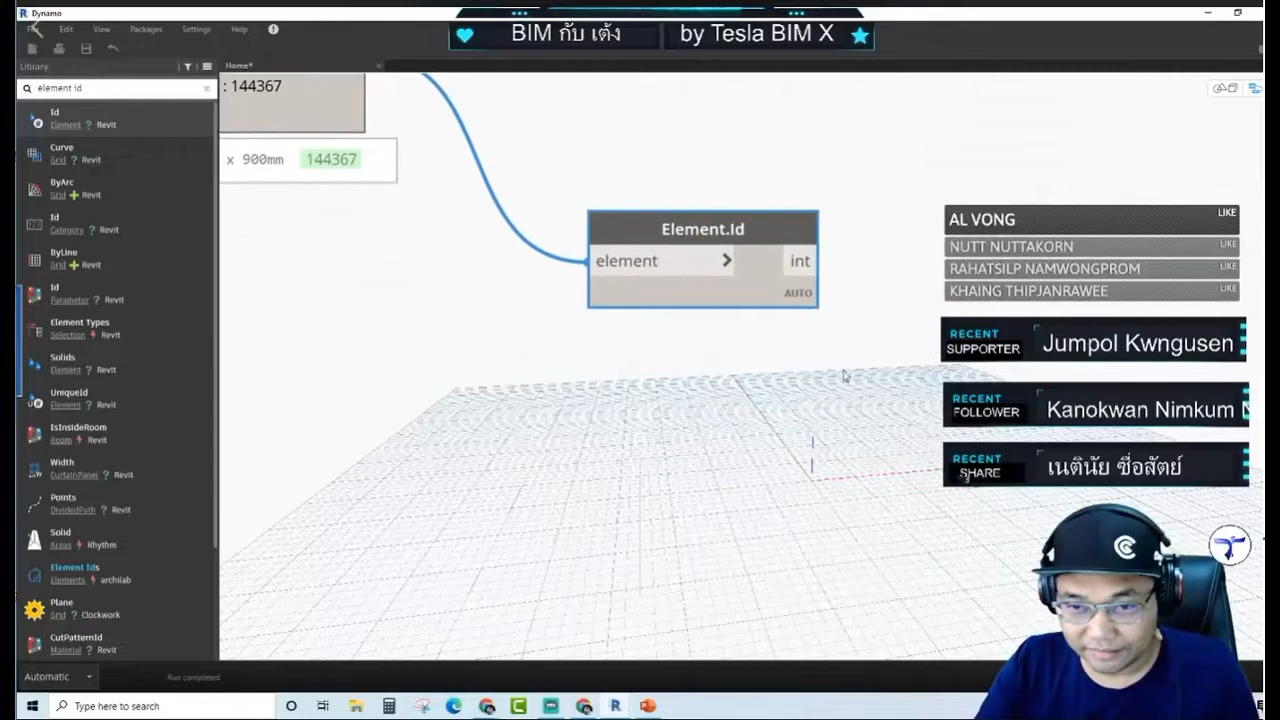 Dynamo
BIM กับ เต้ง
by Tesla BIM X
File Edit View Packages Settings Help
Library
Home*
element id
Id
Element ? Revit
Curve
Grid ? Revit
ByArc
Grid + Revit
Id
Category ? Revit
ByLine
Grid + Revit
Id
Parameter ? Revit
Element Types
Selection Revit
Solids
Element ? Revit
UniqueId
Element ? Revit
IsInsideRoom
Room ? Revit
Width
CurtainPanel ? Revit
Points
DividedPath ? Revit
Solid
Areas Rhythm
Element Ids
Elements archilab
Plane
Grid ? Clockwork
CutPatternId
Material ? Revit
: 144367
x 900mm 144367
Element.Id
element > int
AUTO
AL VONG LIKE
NUTT NUTTAKORN LIKE
RAHATSILP NAMWONGPROM LIKE
KHAING THIPJANRAWEE LIKE
RECENT SUPPORTER Jumpol Kwngusen
RECENT FOLLOWER Kanokwan Nimkum N
RECENT SHARE เนตินัย ซื่อสัตย์
Automatic
Run completed
Type here to search